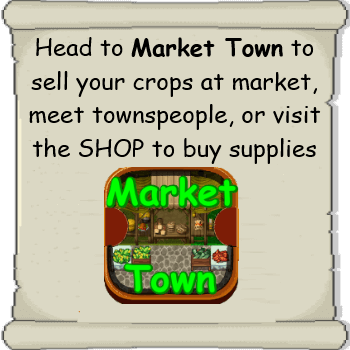 Head to Market Town to
sell your crops at market,
meet townspeople, or visit
the SHOP to buy supplies
Market
Town